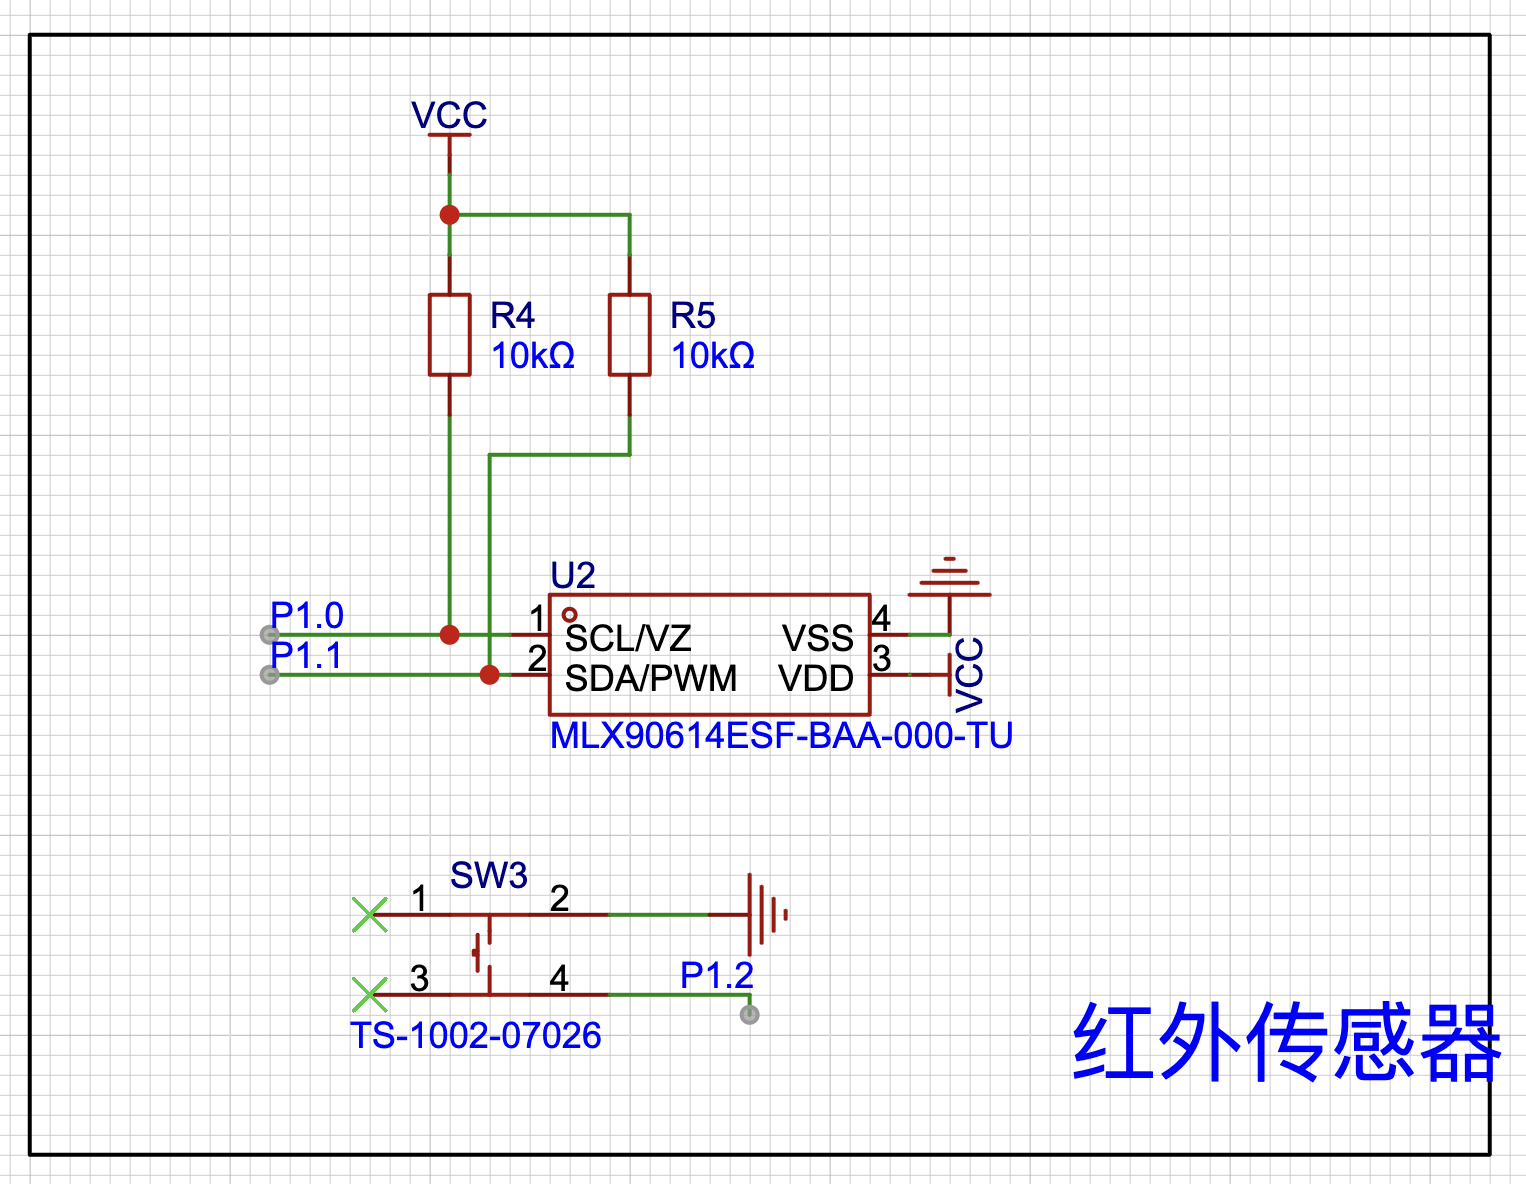 VCC
R4
10kΩ
R5
10kΩ
U2
P1.0
P1.1
1
SCL/VZ
2
SDA/PWM
VSS
4
VDD
3
VCC
MLX90614ESF-BAA-000-TU
SW3
1
2
3
4
P1.2
TS-1002-07026
红外传感器